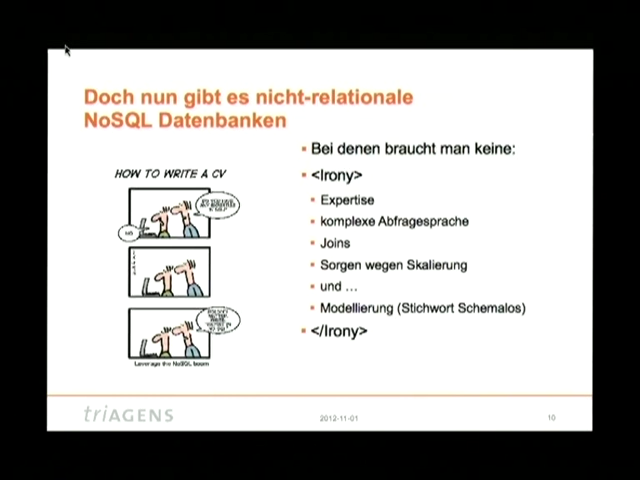 Doch nun gibt es nicht-relationale
NoSQL Datenbanken
HOW TO WRITE A CV
NO
Leverage the NoSQL boom
Bei denen braucht man keine:
<Irony>
Expertise
komplexe Abfragesprache
Joins
Sorgen wegen Skalierung
und ...
Modellierung (Stichwort Schemalos)
</Irony>
triAGENS
2012-11-01
10